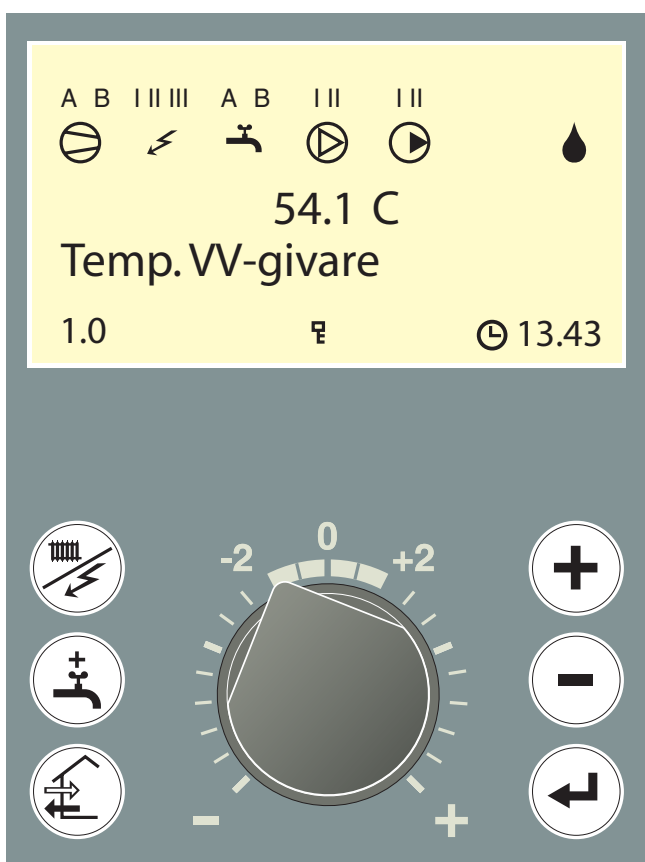 A B I II III A B I II I II
54.1 C
Temp. VV-givare
1.0 13.43
-2 0 +2
- +